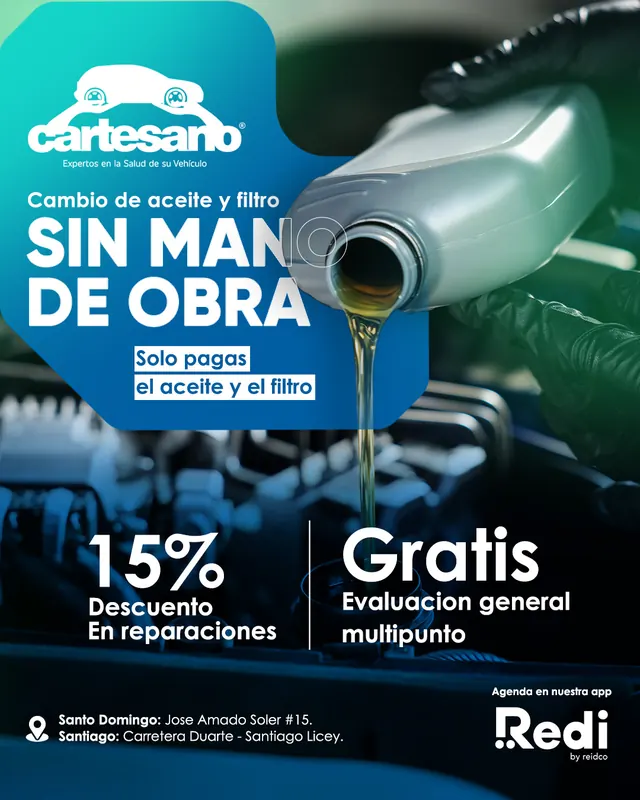 cartesano®
Expertos en la Salud de su Vehículo
Cambio de aceite y filtro
SIN MANO
DE OBRA
Solo pagas
el aceite y el filtro
15%
Descuento
En reparaciones
Gratis
Evaluacion general
multipunto
Agenda en nuestra app
Redi
by reidco
Santo Domingo: Jose Amado Soler #15.
Santiago: Carretera Duarte - Santiago Licey.